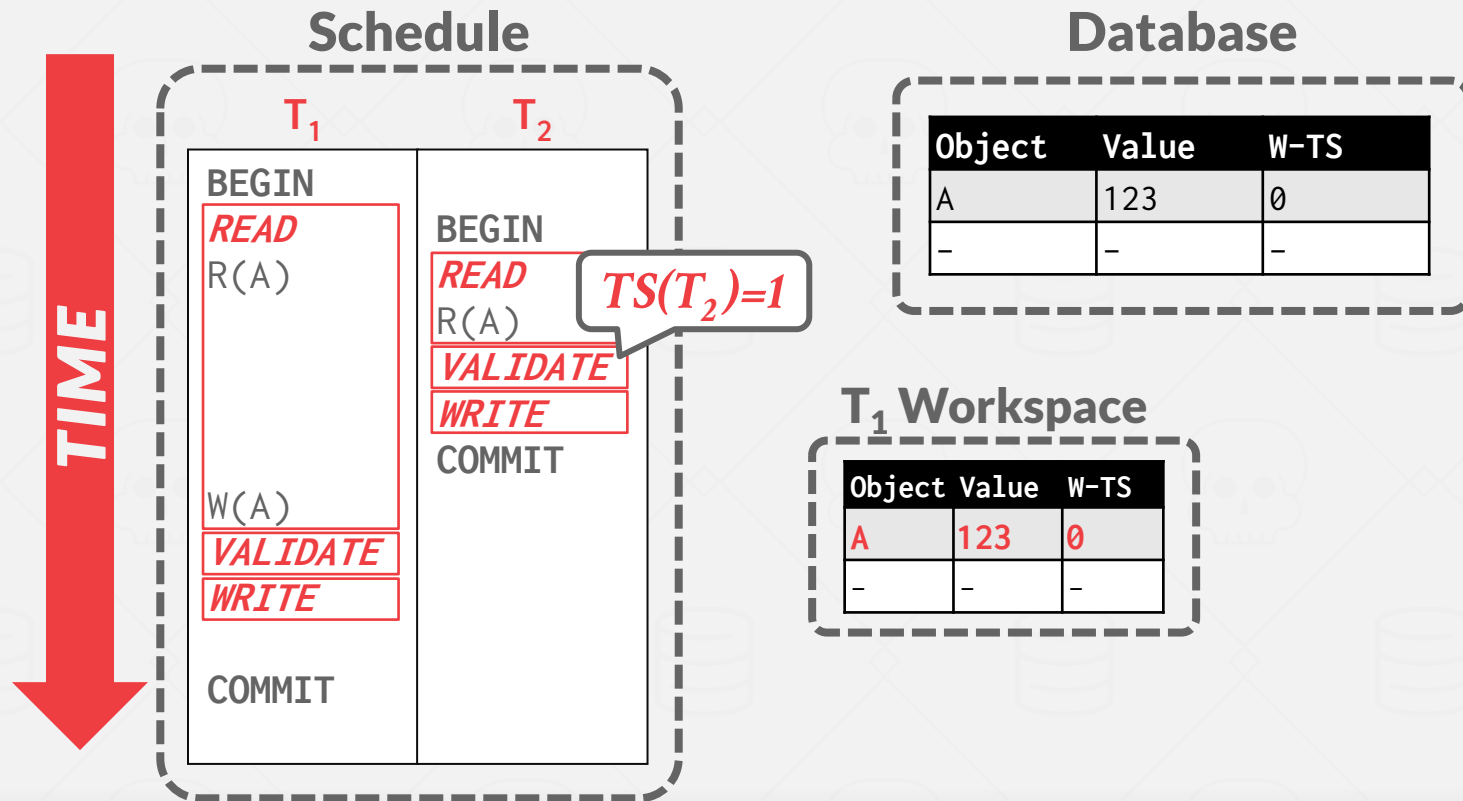 Schedule
TIME
T1
T2
BEGIN
READ
R(A)
W(A)
VALIDATE
WRITE
COMMIT
BEGIN
READ
R(A)
VALIDATE
WRITE
COMMIT
TS(T2)=1
Database
Object Value W-TS
A 123 0
- - -
T1 Workspace
Object Value W-TS
A 123 0
- - -